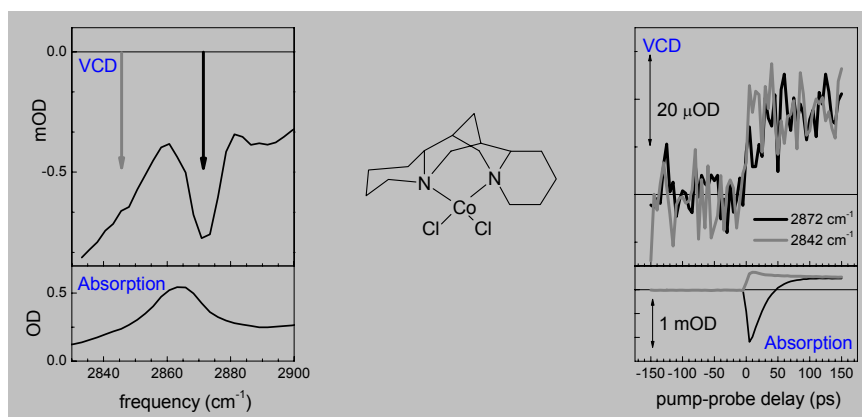 0.0
VCD
mOD
-0.5
Absorption
0.5
OD
0.0
2840 2860 2880 2900
frequency (cm-1)
N N
Co
Cl Cl
VCD
20 μOD
2872 cm-1
2842 cm-1
1 mOD
Absorption
-150 -100 -50 0 50 100 150
pump-probe delay (ps)